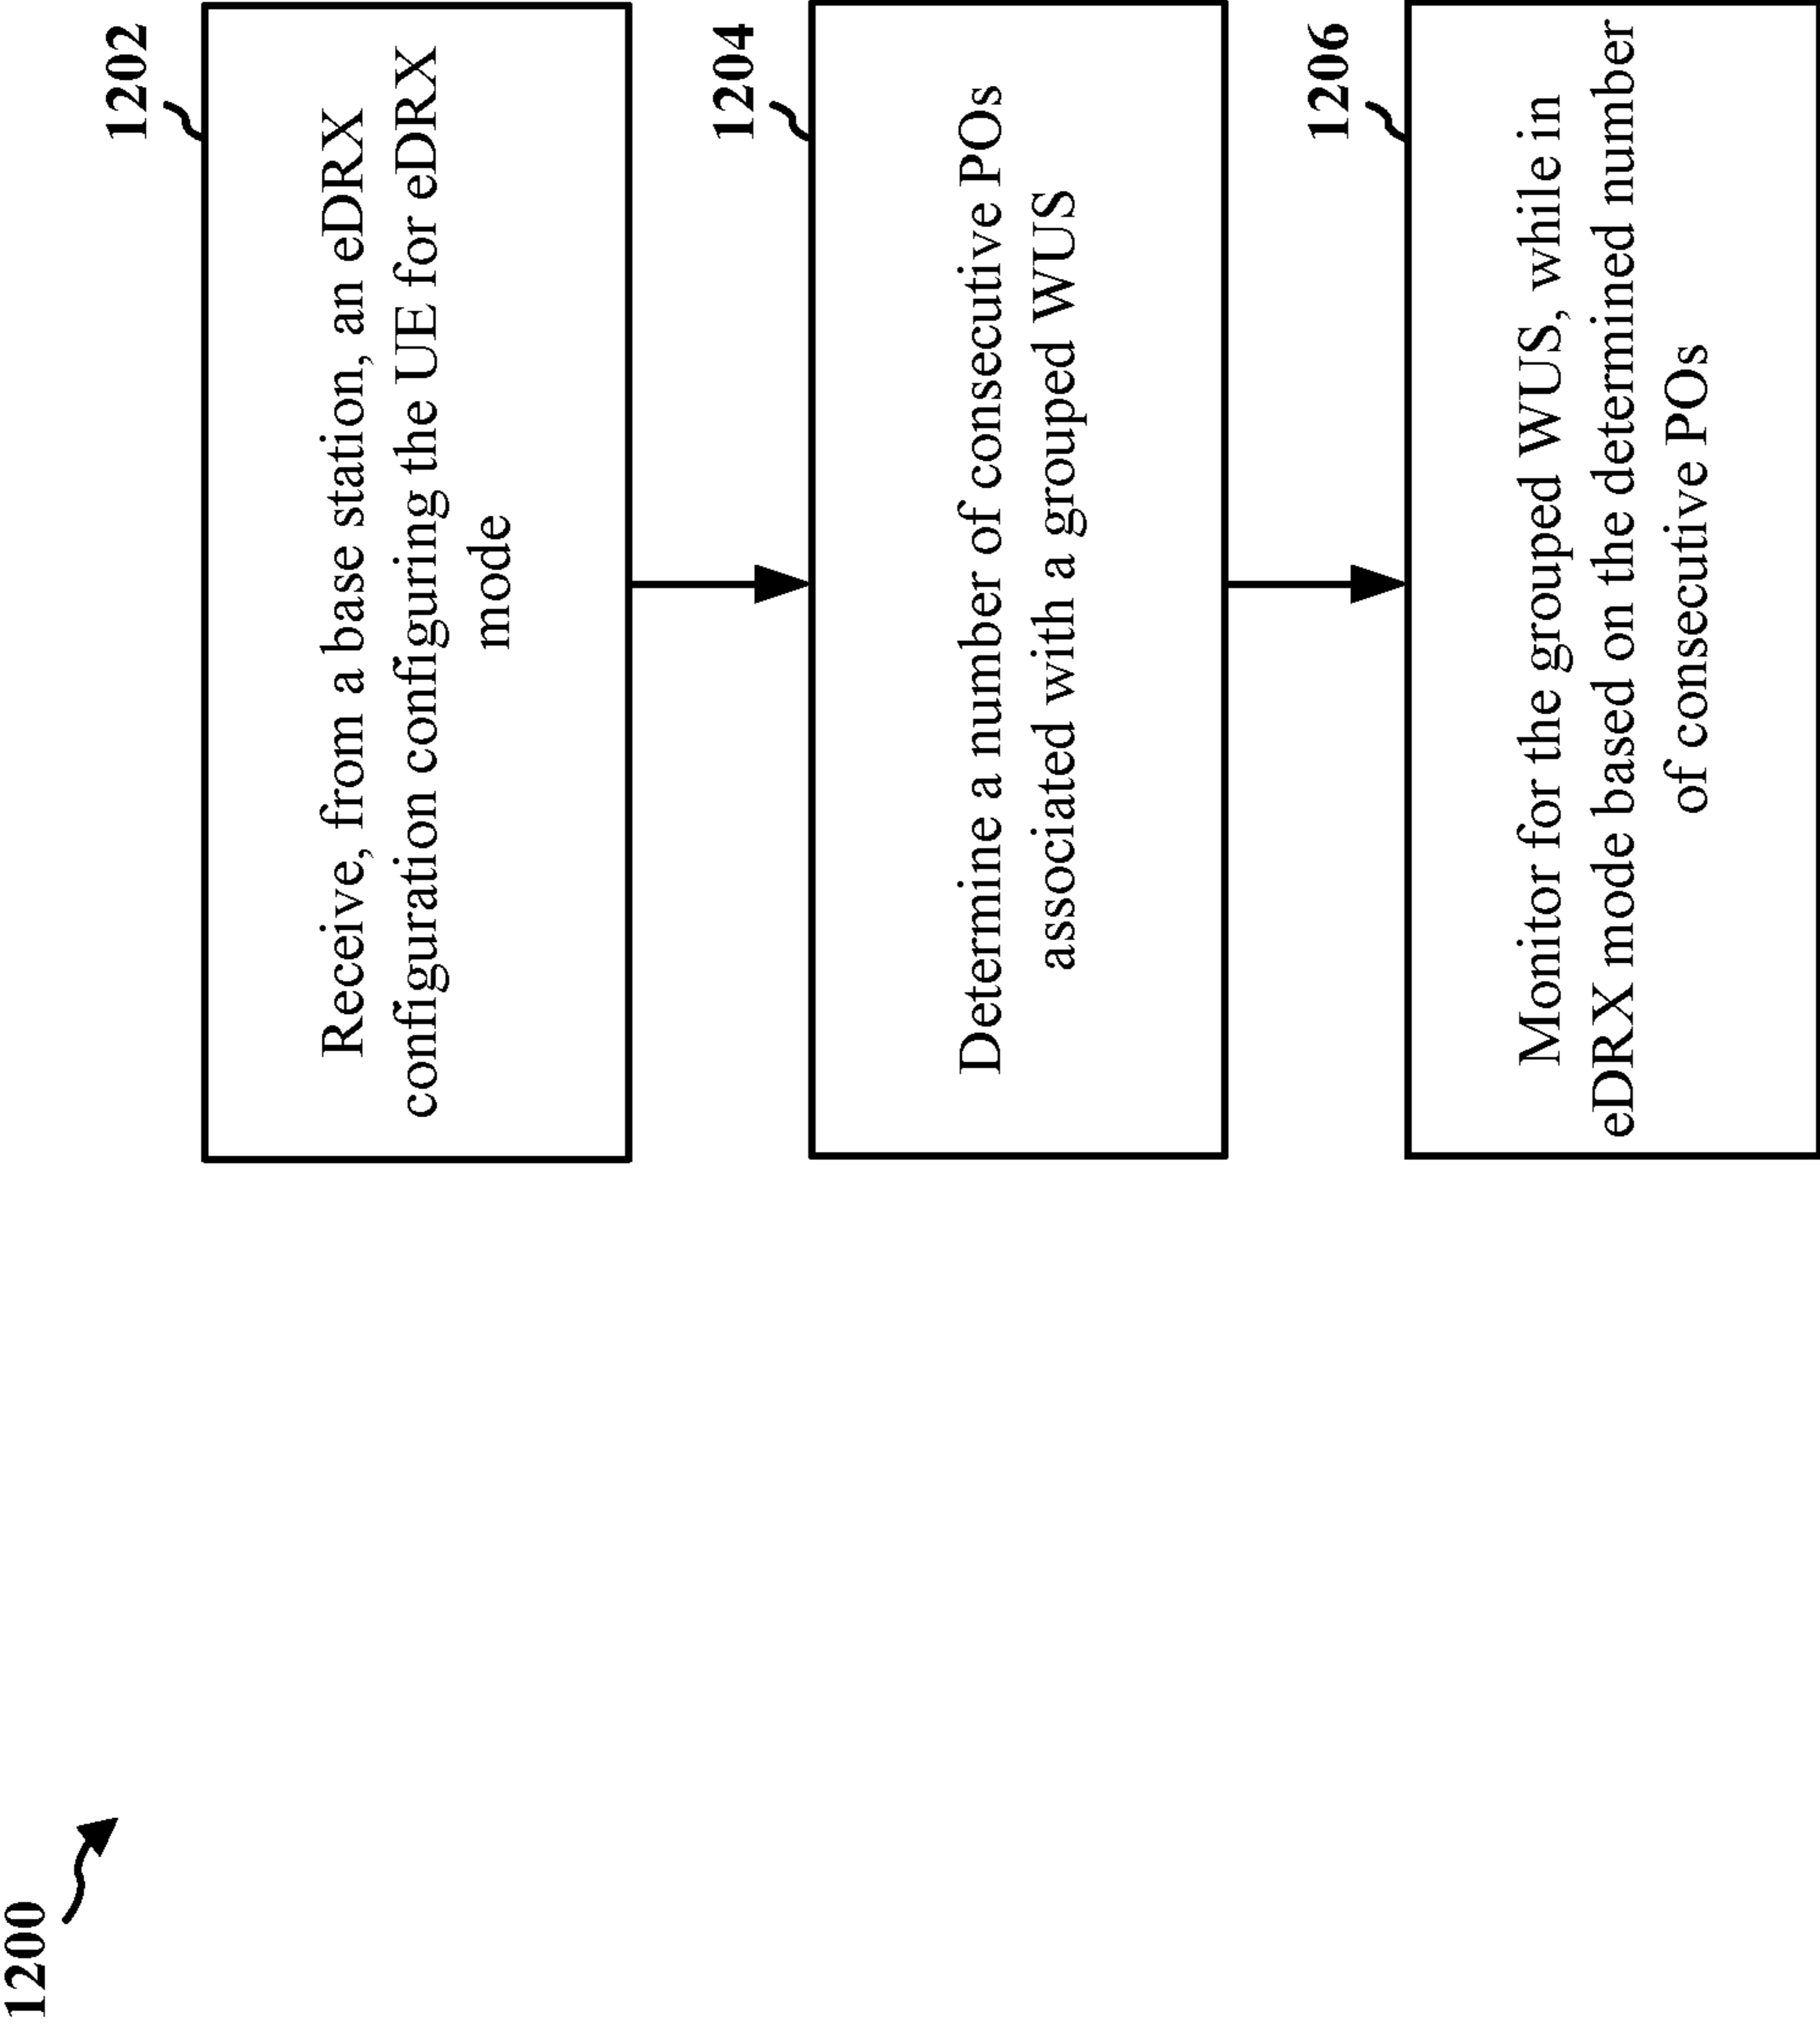 1200
1202
Receive, from a base station, an eDRX
configuration configuring the UE for eDRX
mode
1204
Determine a number of consecutive POs
associated with a grouped WUS
1206
Monitor for the grouped WUS, while in
eDRX mode based on the determined number
of consecutive POs